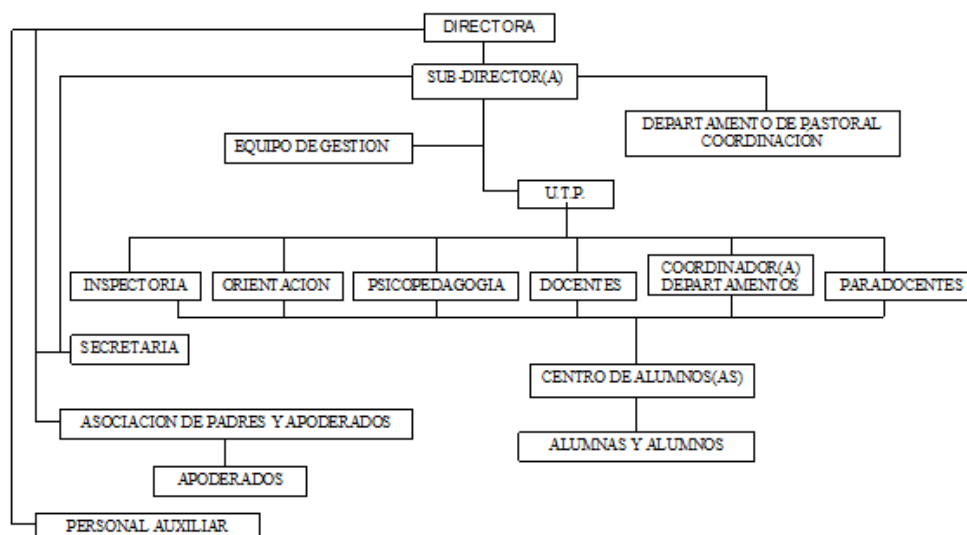 DIRECTORA
SUB-DIRECTOR(A)
DEPARTAMENTO DE PASTORAL
COORDINACIÓN
EQUIPO DE GESTION
U.T.P.
INSPECTORIA
ORIENTACION
PSICOPEDAGOGIA
DOCENTES
COORDINADOR(A)
DEPARTAMENTOS
PARADOCENTES
SECRETARIA
CENTRO DE ALUMNOS(AS)
ASOCIACION DE PADRES Y APODERADOS
ALUMNAS Y ALUMNOS
APODERADOS
PERSONAL AUXILIAR